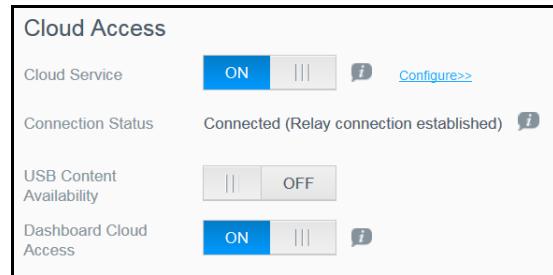 Cloud Access
Cloud Service ON Configure>>
Connection Status Connected (Relay connection established)
USB Content
Availability OFF
Dashboard Cloud
Access ON